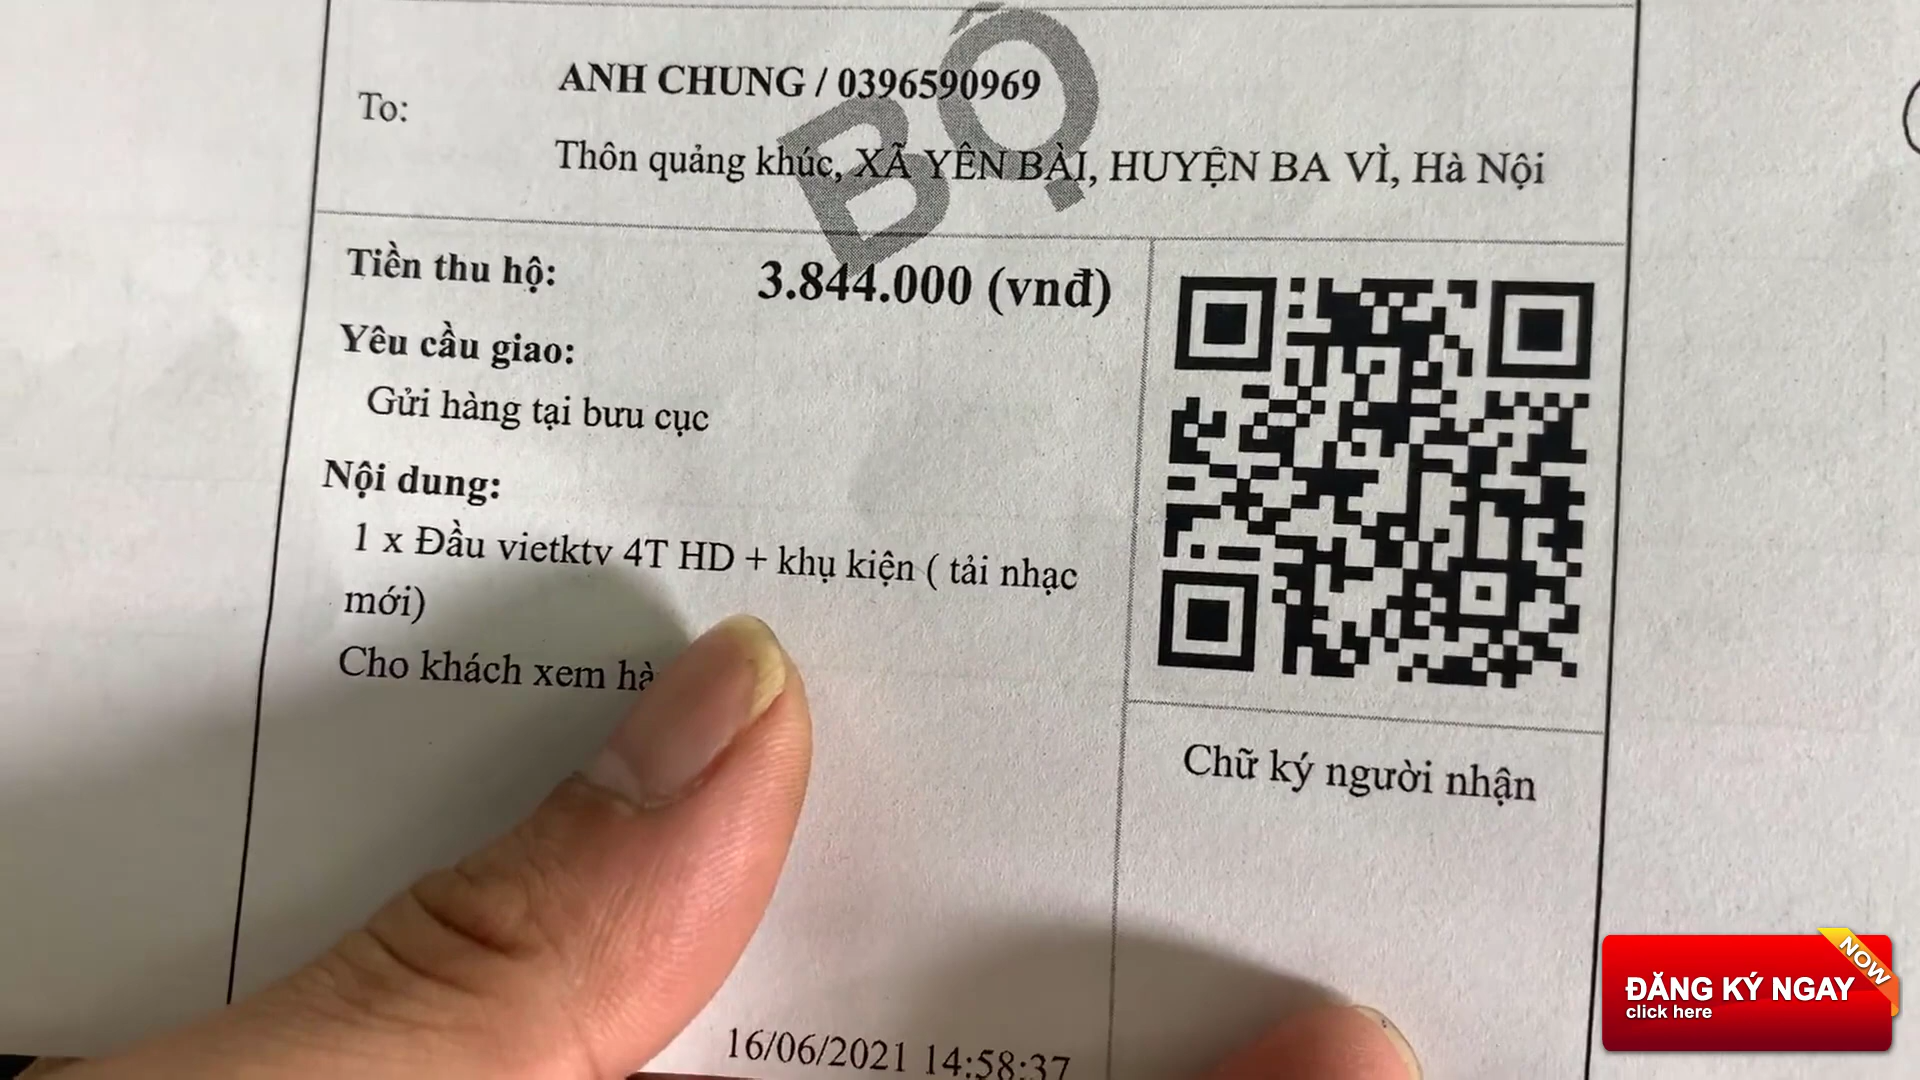 BỘ
ANH CHUNG / 0396590969
To:
Thôn quảng khúc, XÃ YÊN BÀI, HUYỆN BA VÌ, Hà Nội
Tiền thu hộ: 3.844.000 (vnđ)
Yêu cầu giao:
Gửi hàng tại bưu cục
Nội dung:
1 x Đầu vietktv 4T HD + khụ kiện ( tải nhạc
mới)
Cho khách xem
Chữ ký người nhận
16/06/2021 14:58:37
NOW
ĐĂNG KÝ NGAY
click here